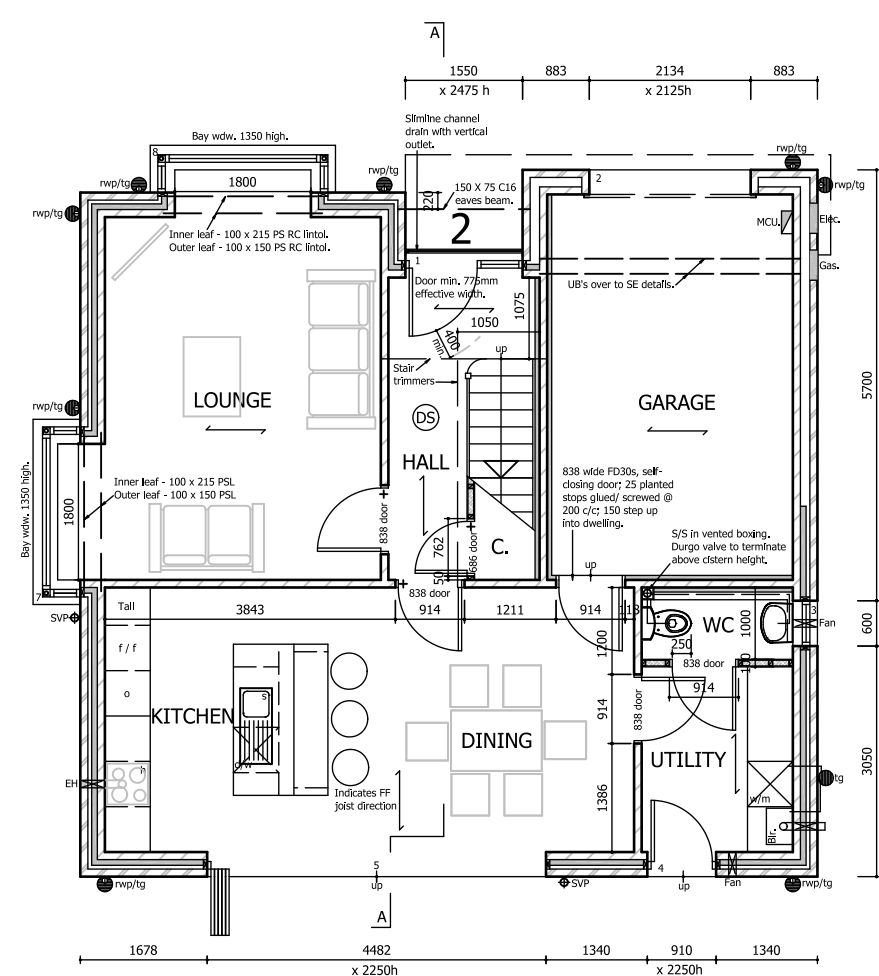 A
1550
883
2134
883
x 2475 h
x 2125h
Slimline channel
drain with vertical
outlet.
Bay wdw. 1350 high.
8
rwp/tg
1800
rwp/tg
220
150 X 75 C16
eaves beam.
2
2
rwp/tg
rwp/tg
rwp/tg
MCU.
Elec.
Inner leaf - 100 x 215 PS RC lintol.
Outer leaf - 100 x 150 PS RC lintol.
1
Gas.
Door min. 775mm
effective width.
UB's over to SE details.
1075
1050
400
min.
up
Stair
trimmers
5700
rwp/tg
LOUNGE
DS
GARAGE
HALL
Bay wdw. 1350 high.
1800
Inner leaf - 100 x 215 PSL
Outer leaf - 100 x 150 PSL
838 wide FD30s, self-
closing door; 25 planted
stops glued/ screwed @
200 c/c; 150 step up
into dwelling.
838 door
762
686 door
C.
S/S in vented boxing.
Durgo valve to terminate
above cistern height.
up
50
838 door
7
SVP
Tall
3843
914
1211
914
118
WC
1000
3
Fan
600
f / f
1200
250
838 door
100
914
o
s
KITCHEN
DINING
914
838 door
UTILITY
3050
d/w
h
EH
Indicates FF
joist direction
1386
w/m
tg
Blr.
5
up
4
up
Fan
rwp/tg
SVP
rwp/tg
A
1678
4482
1340
910
1340
x 2250h
x 2250h